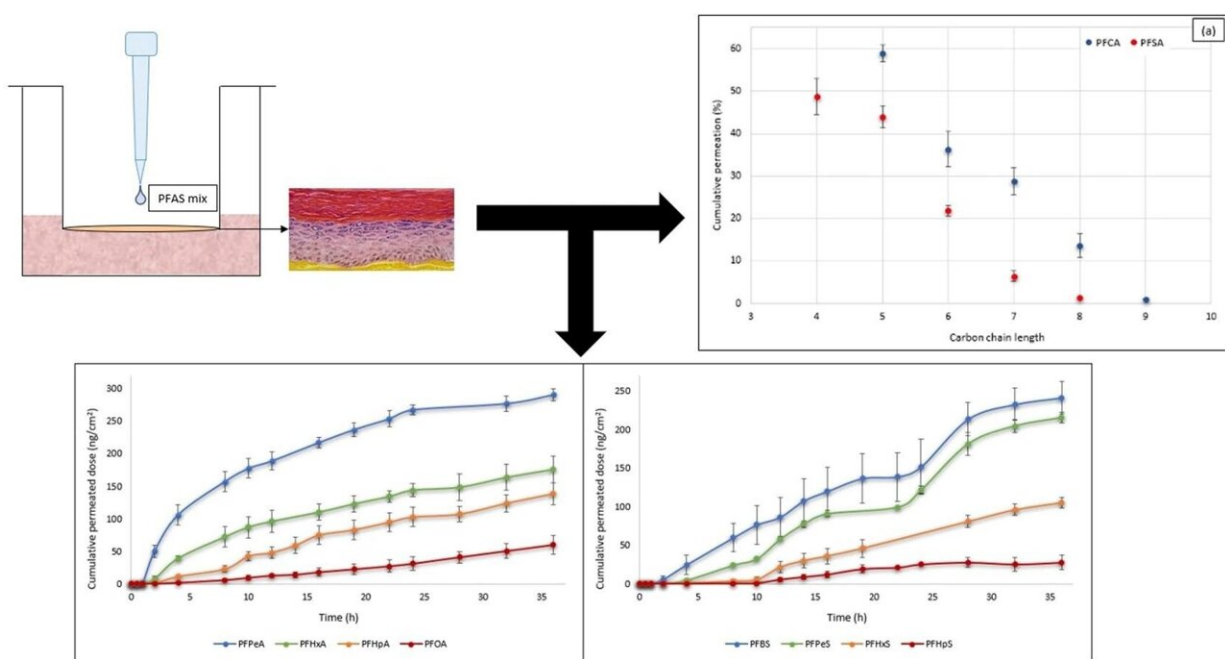 PFAS mix
(a)
PFCA PFSA
Cumulative permeation (%)
60
50
40
30
20
10
0
3 4 5 6 7 8 9 10
Carbon chain length
Cumulative permeated dose (ng/cm²)
300
250
200
150
100
50
0
0 5 10 15 20 25 30 35
Time (h)
PFPeA PFHxA PFHpA PFOA
Cumulative permeated dose (ng/cm²)
250
200
150
100
50
0
0 5 10 15 20 25 30 35
Time (h)
PFBS PFPeS PFHxS PFHpS